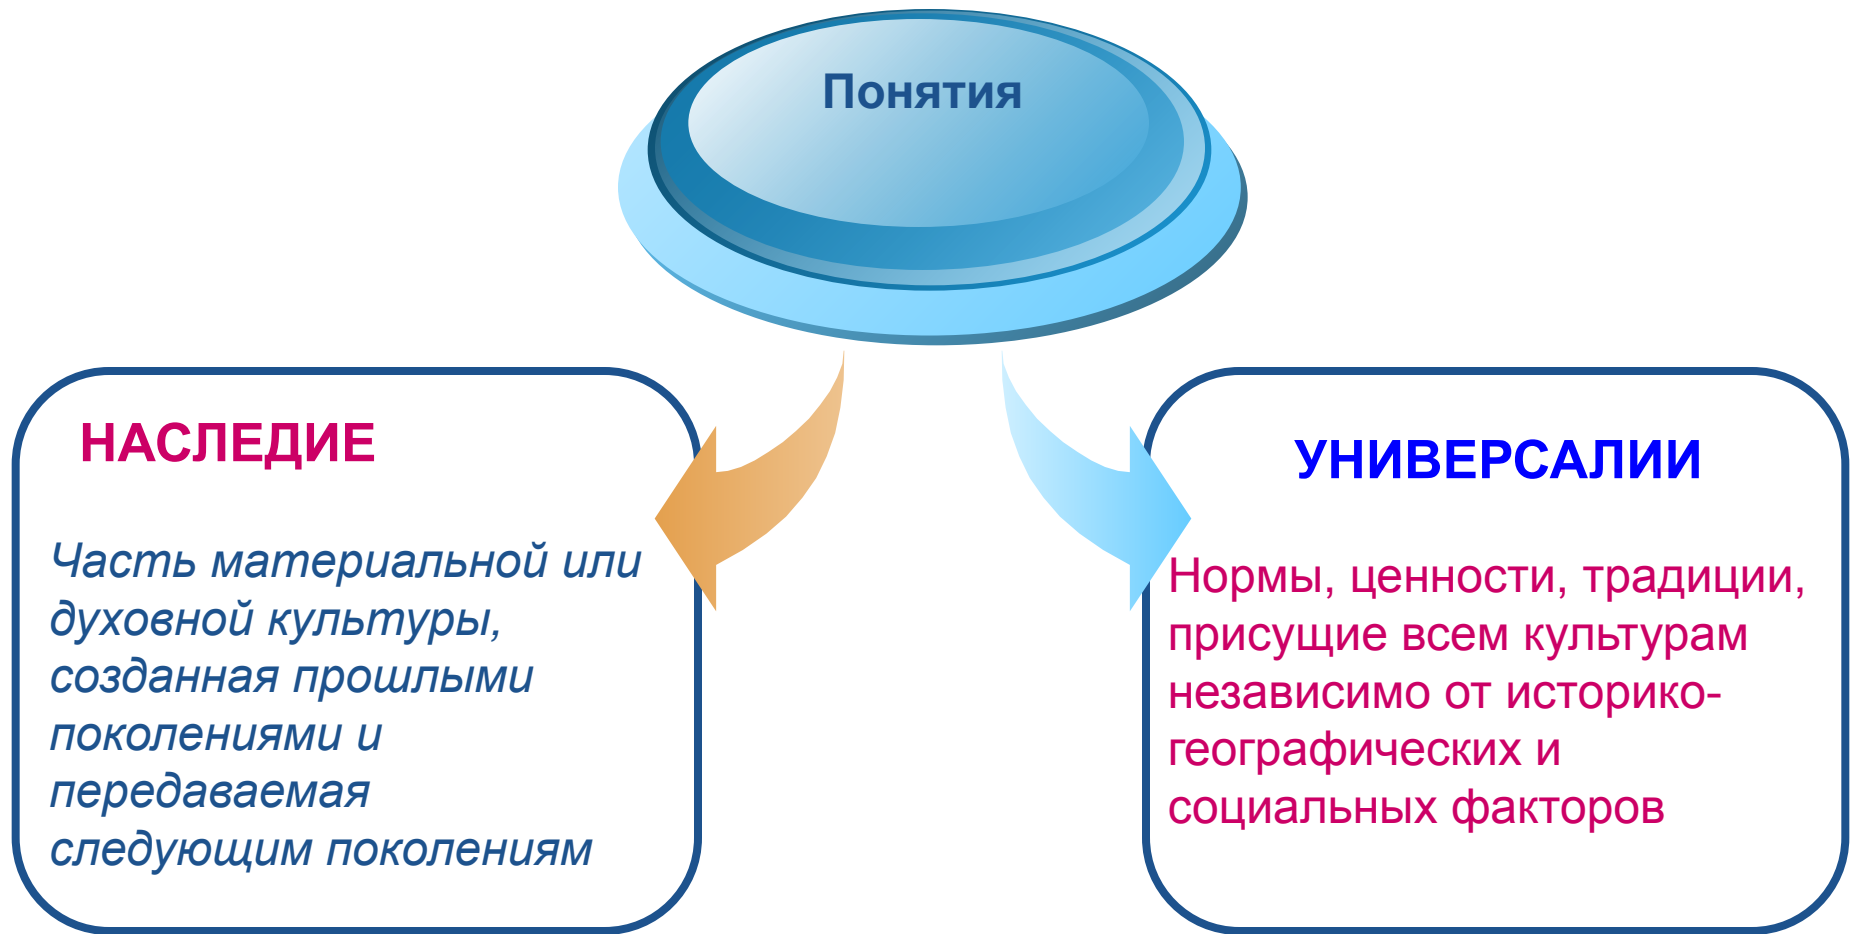 Понятия
НАСЛЕДИЕ
Часть материальной или
духовной культуры,
созданная прошлыми
поколениями и
передаваемая
следующим поколениям
УНИВЕРСАЛИИ
Нормы, ценности, традиции,
присущие всем культурам
независимо от историко-
географических и
социальных факторов